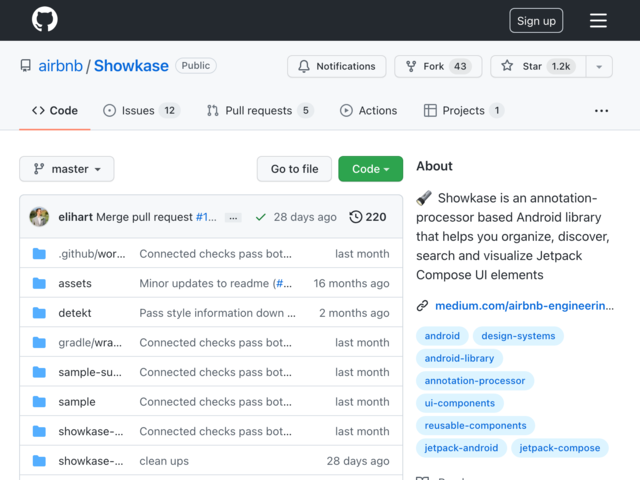 Sign up
airbnb / Showkase Public
Notifications
Fork 43
Star 1.2k
Code
Issues 12
Pull requests 5
Actions
Projects 1
master
Go to file
Code
elihart Merge pull request #1... ... 28 days ago 220
.github/wor... Connected checks pass bot... last month
assets Minor updates to readme (#... 16 months ago
detekt Pass style information down ... 2 months ago
gradle/wra... Connected checks pass bot... last month
sample-su... Connected checks pass bot... last month
sample Connected checks pass bot... last month
showkase-... Connected checks pass bot... last month
showkase-... clean ups 28 days ago
About
Showkase is an annotation-
processor based Android library
that helps you organize, discover,
search and visualize Jetpack
Compose UI elements
medium.com/airbnb-engineerin...
android design-systems
android-library
annotation-processor
ui-components
reusable-components
jetpack-android jetpack-compose